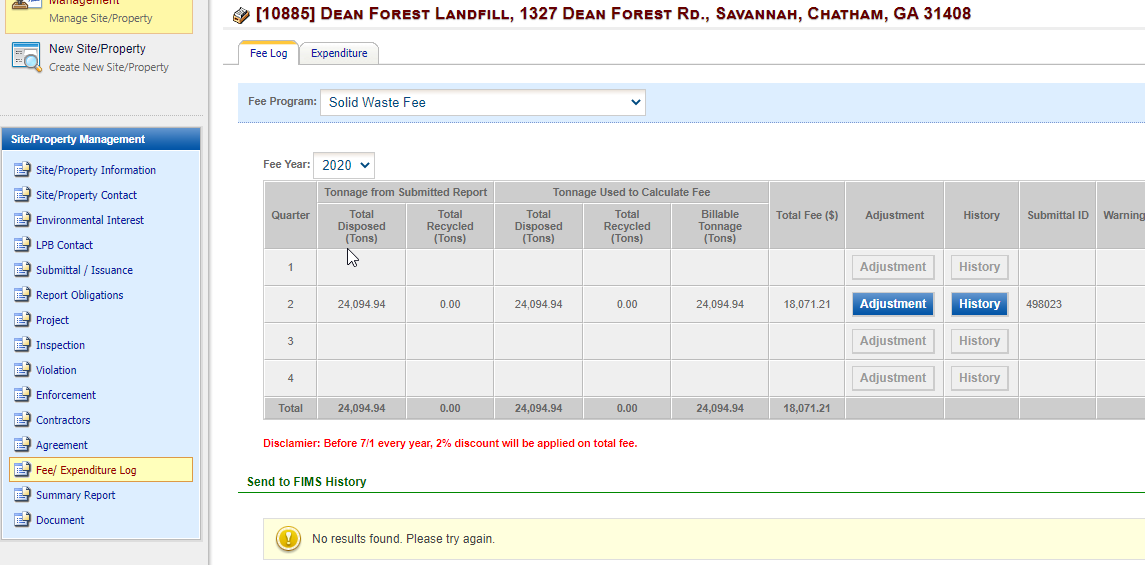 Management
Manage Site/Property
New Site/Property
Create New Site/Property
Site/Property Management
Site/Property Information
Site/Property Contact
Environmental Interest
LPB Contact
Submittal / Issuance
Report Obligations
Project
Inspection
Violation
Enforcement
Contractors
Agreement
Fee/ Expenditure Log
Summary Report
Document
[10885] Dean Forest Landfill, 1327 Dean Forest Rd., Savannah, Chatham, GA 31408
Fee Log Expenditure
Fee Program: Solid Waste Fee
Fee Year: 2020
Quarter Tonnage from Submitted Report Tonnage Used to Calculate Fee Total Fee ($) Adjustment History Submittal ID Warning
Total Disposed (Tons) Total Recycled (Tons) Total Disposed (Tons) Total Recycled (Tons) Billable Tonnage (Tons)
1 Adjustment History
2 24,094.94 0.00 24,094.94 0.00 24,094.94 18,071.21 Adjustment History 498023
3 Adjustment History
4 Adjustment History
Total 24,094.94 0.00 24,094.94 0.00 24,094.94 18,071.21
Disclamier: Before 7/1 every year, 2% discount will be applied on total fee.
Send to FIMS History
No results found. Please try again.